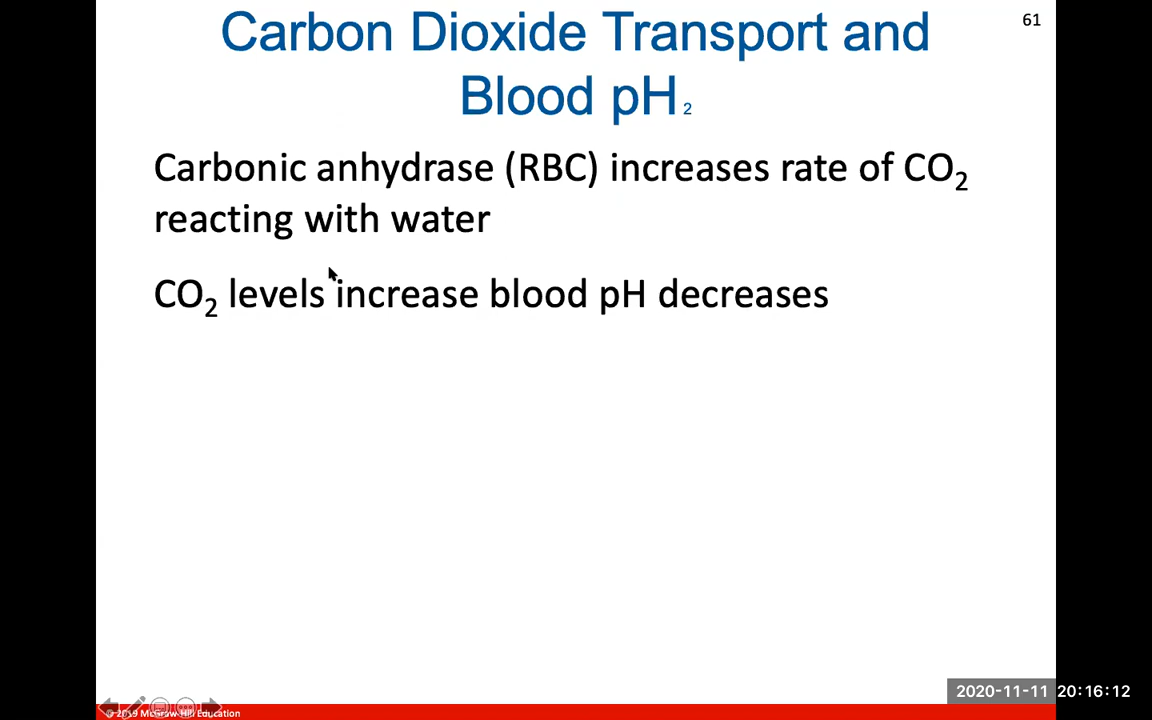 61
Carbon Dioxide Transport and
Blood pH 2
Carbonic anhydrase (RBC) increases rate of CO2
reacting with water
CO2 levels increase blood pH decreases
2020-11-11 20:16:12
© 2019 McGraw-Hill Education